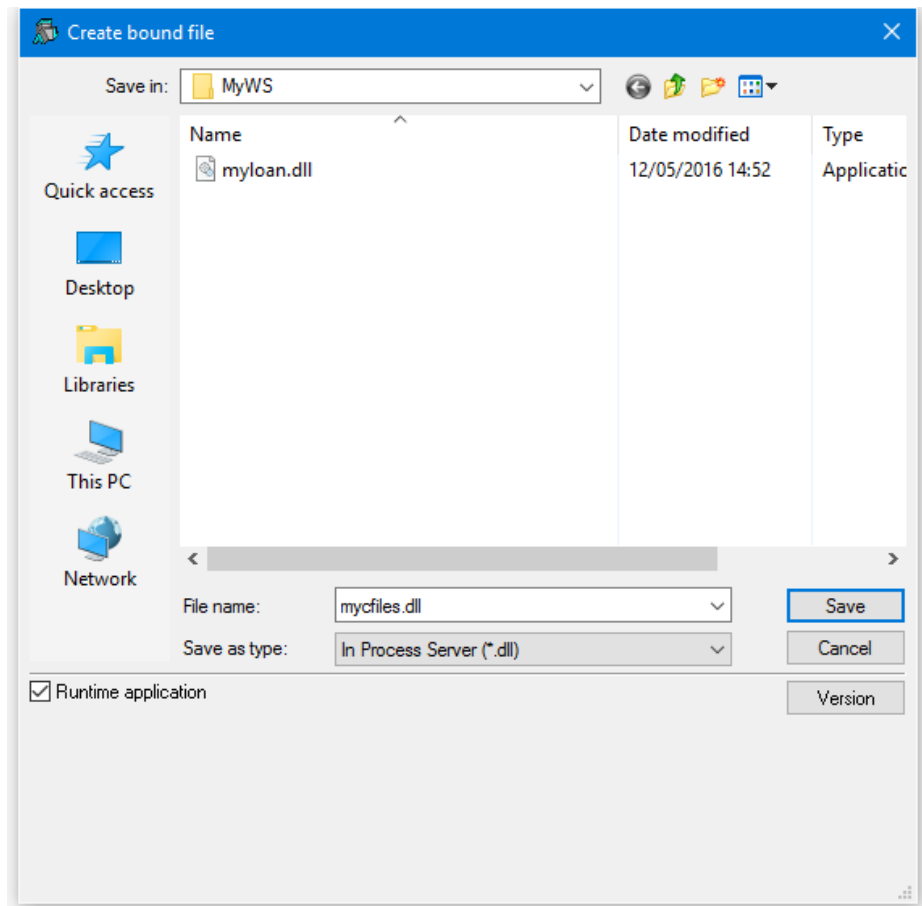 Create bound file
Save in: MyWS
Name Date modified Type
myloan.dll 12/05/2016 14:52 Applicatic
Quick access
Desktop
Libraries
This PC
Network
File name: mycfiles.dll Save
Save as type: In Process Server (*.dll) Cancel
Runtime application Version